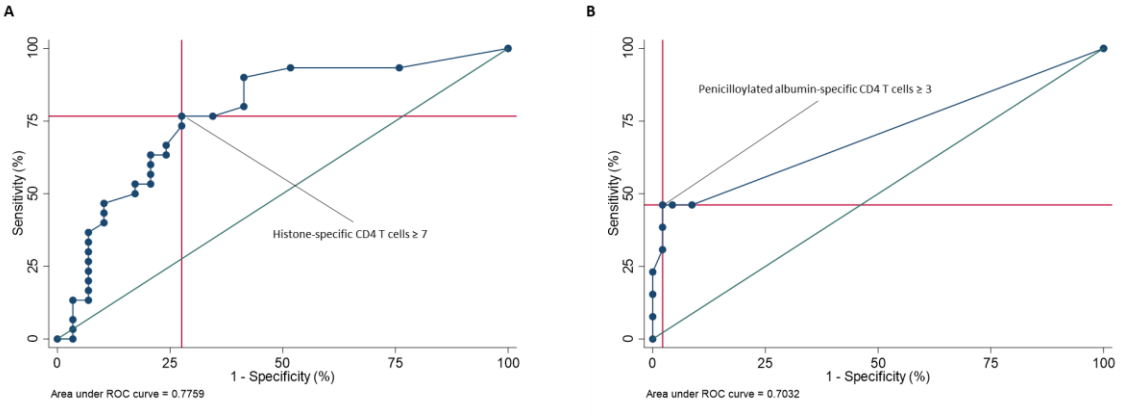 A
100
75
50
25
0
Sensitivity (%)
Histone-specific CD4 T cells ≥ 7
0
25
50
75
100
1 - Specificity (%)
Area under ROC curve = 0.7759
B
100
75
50
25
0
Sensitivity (%)
Penicilloylated albumin-specific CD4 T cells ≥ 3
0
25
50
75
100
1 - Specificity (%)
Area under ROC curve = 0.7032